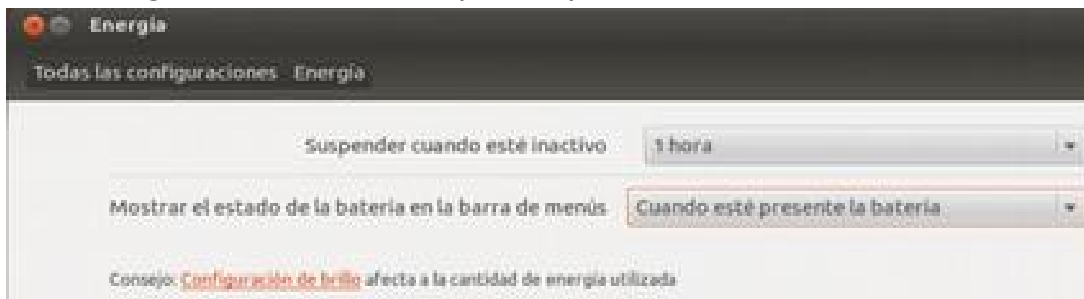 Energía
Todas las configuraciones Energía
Suspender cuando esté inactivo 1 hora
Mostrar el estado de la batería en la barra de menús Cuando esté presente la batería
Consejo: Configuración de brillo afecta a la cantidad de energía utilizada